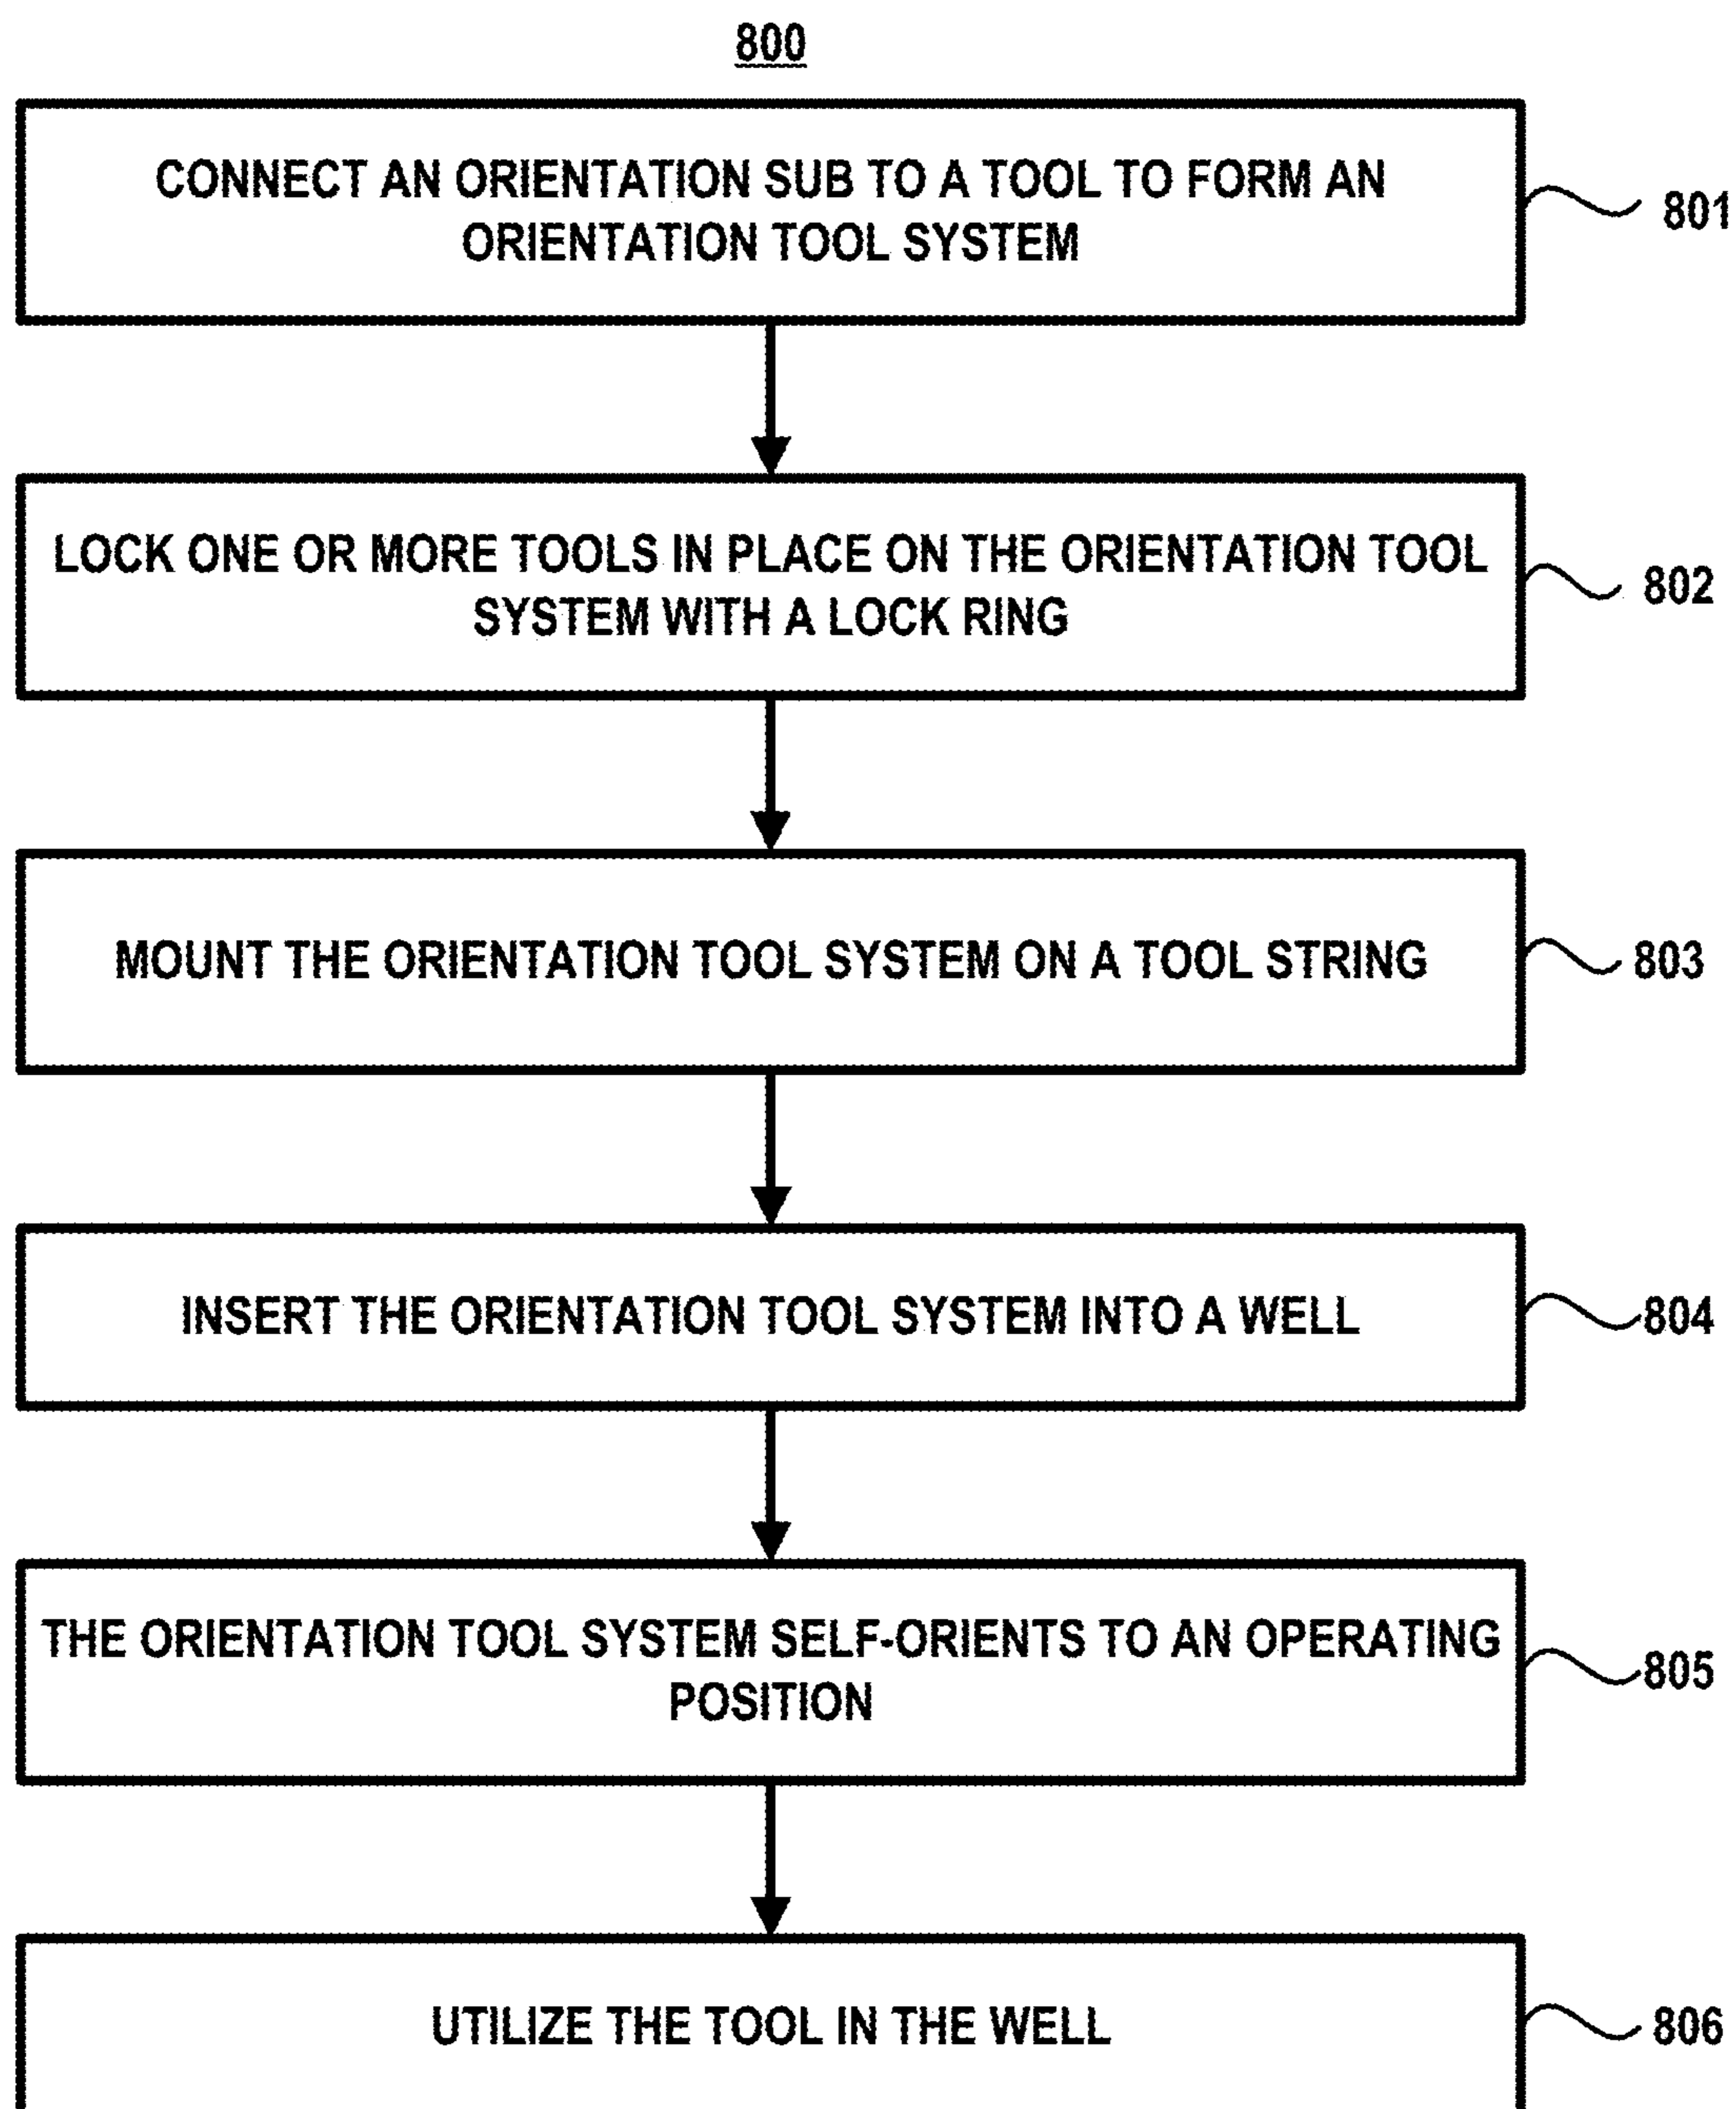 800
CONNECT AN ORIENTATION SUB TO A TOOL TO FORM AN
ORIENTATION TOOL SYSTEM
801
LOCK ONE OR MORE TOOLS IN PLACE ON THE ORIENTATION TOOL
SYSTEM WITH A LOCK RING
802
MOUNT THE ORIENTATION TOOL SYSTEM ON A TOOL STRING
803
INSERT THE ORIENTATION TOOL SYSTEM INTO A WELL
804
THE ORIENTATION TOOL SYSTEM SELF-ORIENTS TO AN OPERATING
POSITION
805
UTILIZE THE TOOL IN THE WELL
806